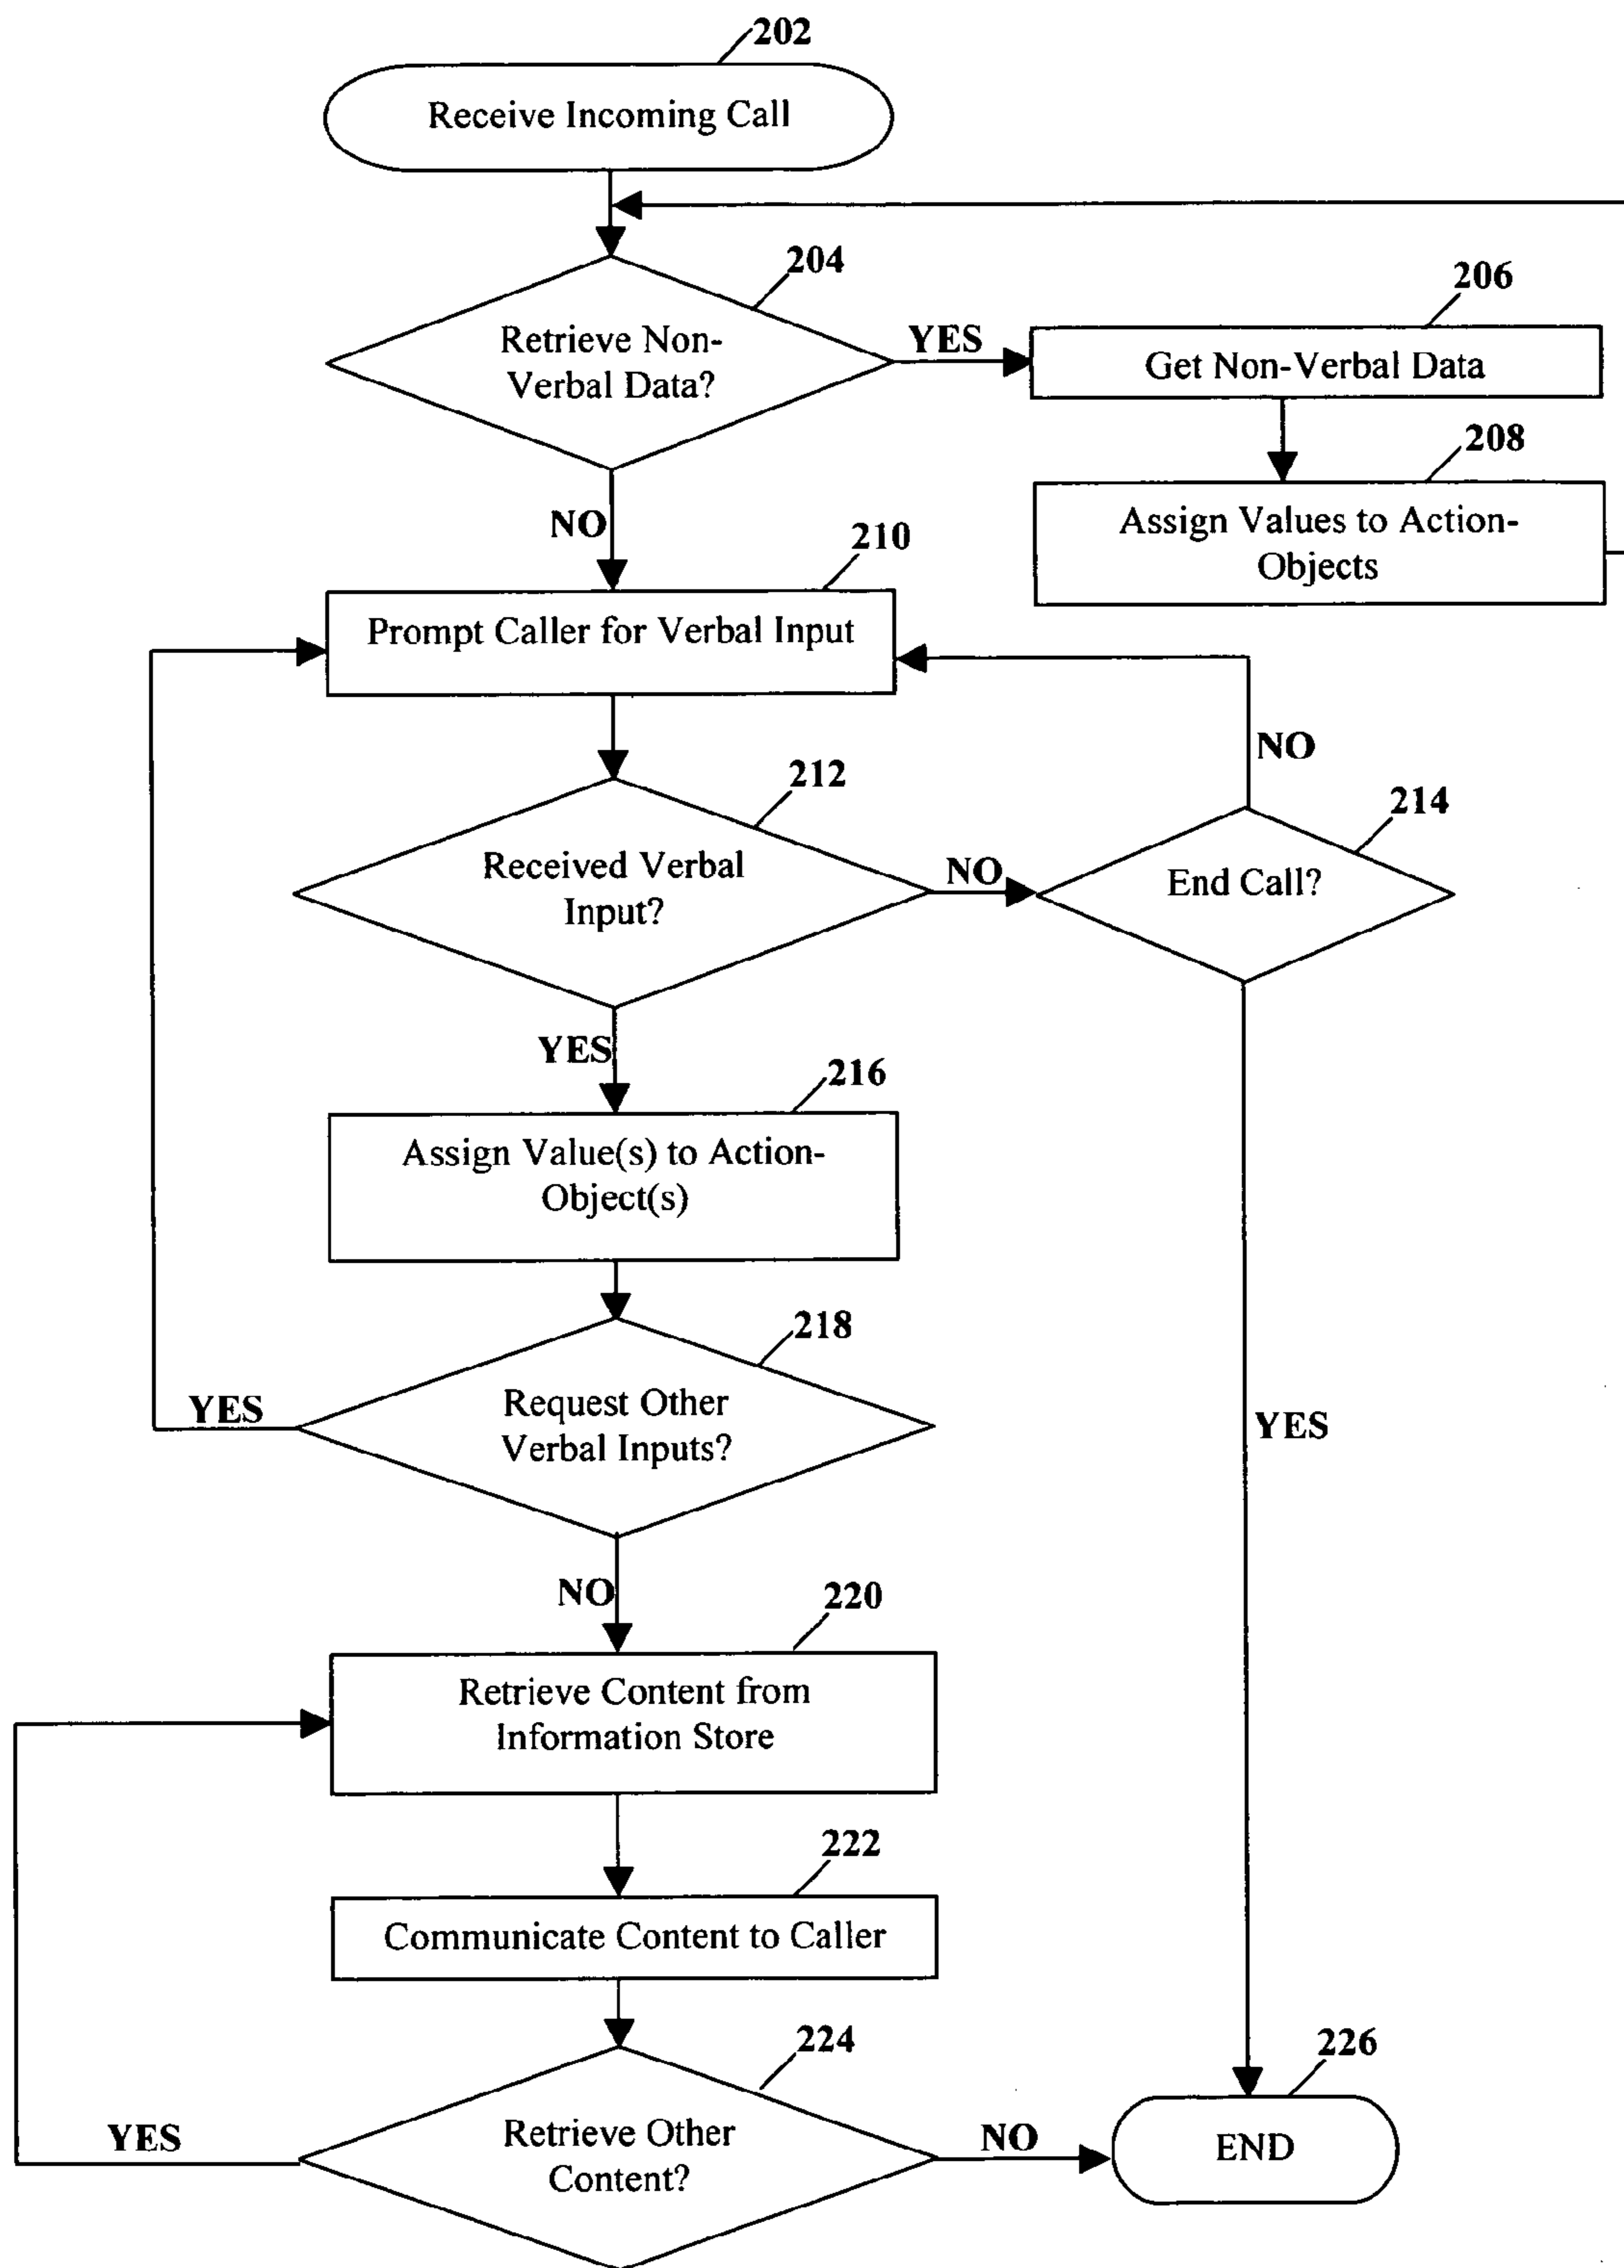 202
Receive Incoming Call
204
Retrieve Non-
Verbal Data?
YES
206
Get Non-Verbal Data
208
Assign Values to Action-
Objects
NO
210
Prompt Caller for Verbal Input
NO
212
Received Verbal
Input?
NO
214
End Call?
YES
216
Assign Value(s) to Action-
Object(s)
218
Request Other
Verbal Inputs?
YES
YES
NO
220
Retrieve Content from
Information Store
222
Communicate Content to Caller
224
Retrieve Other
Content?
YES
NO
226
END